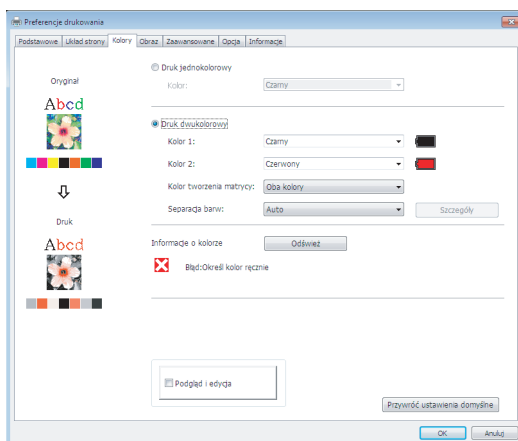 Preferencje drukowania
Podstawowe Układ strony Kolory Obraz Zaawansowane Opcja Informacje
Oryginał
Abcd
Druk
Abcd
Druk jednokolorowy
Kolor: Czarny
Druk dwukolorowy
Kolor 1: Czarny
Kolor 2: Czerwony
Kolor tworzenia matrycy: Oba kolory
Separacja barw: Auto Szczegóły
Informacje o kolorze Odśwież
Błąd:Określ kolor ręcznie
Podgląd i edycja
Przywróć ustawienia domyślne
OK Anuluj